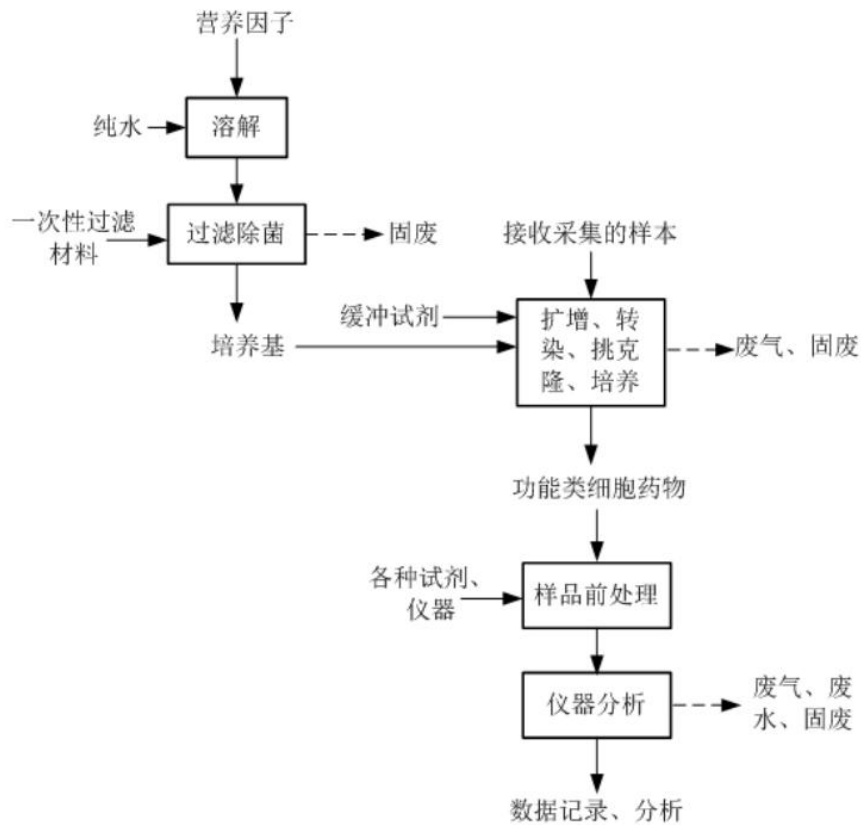 营养因子
纯水
溶解
一次性过滤
材料
过滤除菌
固废
接收采集的样本
缓冲试剂
培养基
扩增、转
染、挑克
隆、培养
废气、固废
功能类细胞药物
各种试剂、
仪器
样品前处理
仪器分析
废气、废
水、固废
数据记录、分析